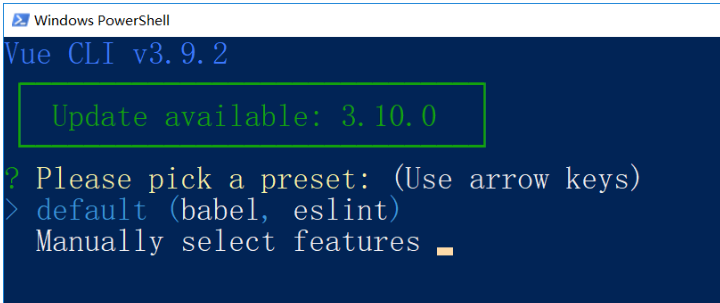 Windows PowerShell
Vue CLI v3.9.2
Update available: 3.10.0
? Please pick a preset: (Use arrow keys)
> default (babel, eslint)
Manually select features